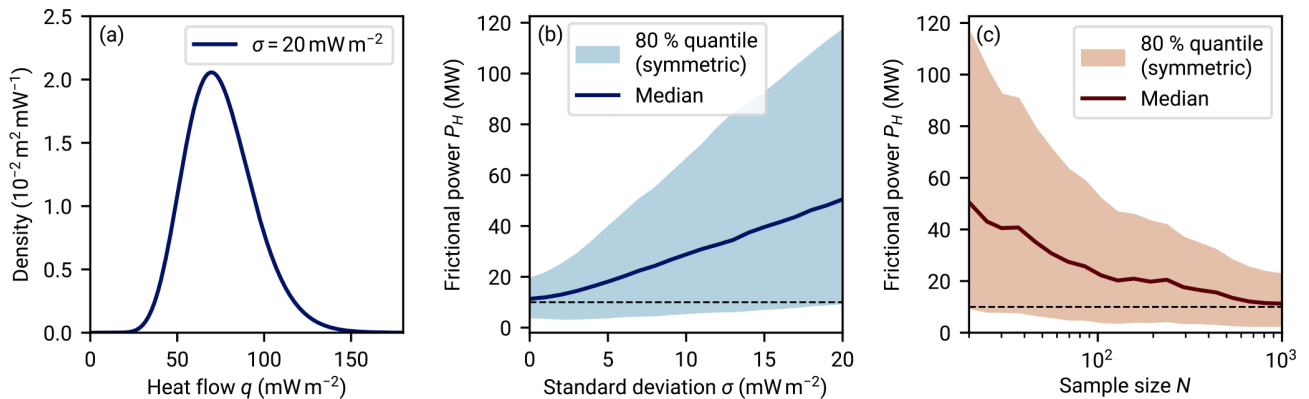 (a)
σ = 20 mW m⁻²
Density (10⁻² m² mW⁻¹)
2.5
2.0
1.5
1.0
0.5
0.0
0 50 100 150
Heat flow q (mW m⁻²)
(b)
80 % quantile
(symmetric)
Median
Frictional power P_H (MW)
120
100
80
60
40
20
0
0 5 10 15 20
Standard deviation σ (mW m⁻²)
(c)
80 % quantile
(symmetric)
Median
Frictional power P_H (MW)
120
100
80
60
40
20
0
10² 10³
Sample size N